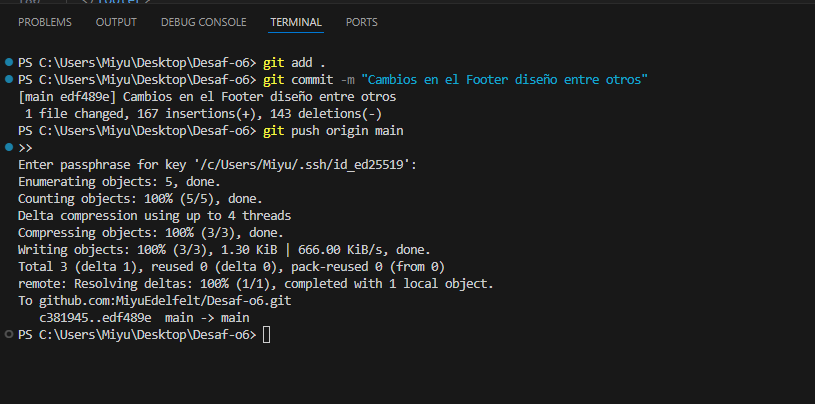 PROBLEMS OUTPUT DEBUG CONSOLE TERMINAL PORTS
PS C:\Users\Miyu\Desktop\Desaf-o6> git add .
PS C:\Users\Miyu\Desktop\Desaf-o6> git commit -m "Cambios en el Footer diseño entre otros"
[main edf489e] Cambios en el Footer diseño entre otros
1 file changed, 167 insertions(+), 143 deletions(-)
PS C:\Users\Miyu\Desktop\Desaf-o6> git push origin main
>>
Enter passphrase for key '/c/Users/Miyu/.ssh/id_ed25519':
Enumerating objects: 5, done.
Counting objects: 100% (5/5), done.
Delta compression using up to 4 threads
Compressing objects: 100% (3/3), done.
Writing objects: 100% (3/3), 1.30 KiB | 666.00 KiB/s, done.
Total 3 (delta 1), reused 0 (delta 0), pack-reused 0 (from 0)
remote: Resolving deltas: 100% (1/1), completed with 1 local object.
To github.com:MiyuEdelfelt/Desaf-o6.git
c381945..edf489e main -> main
PS C:\Users\Miyu\Desktop\Desaf-o6>